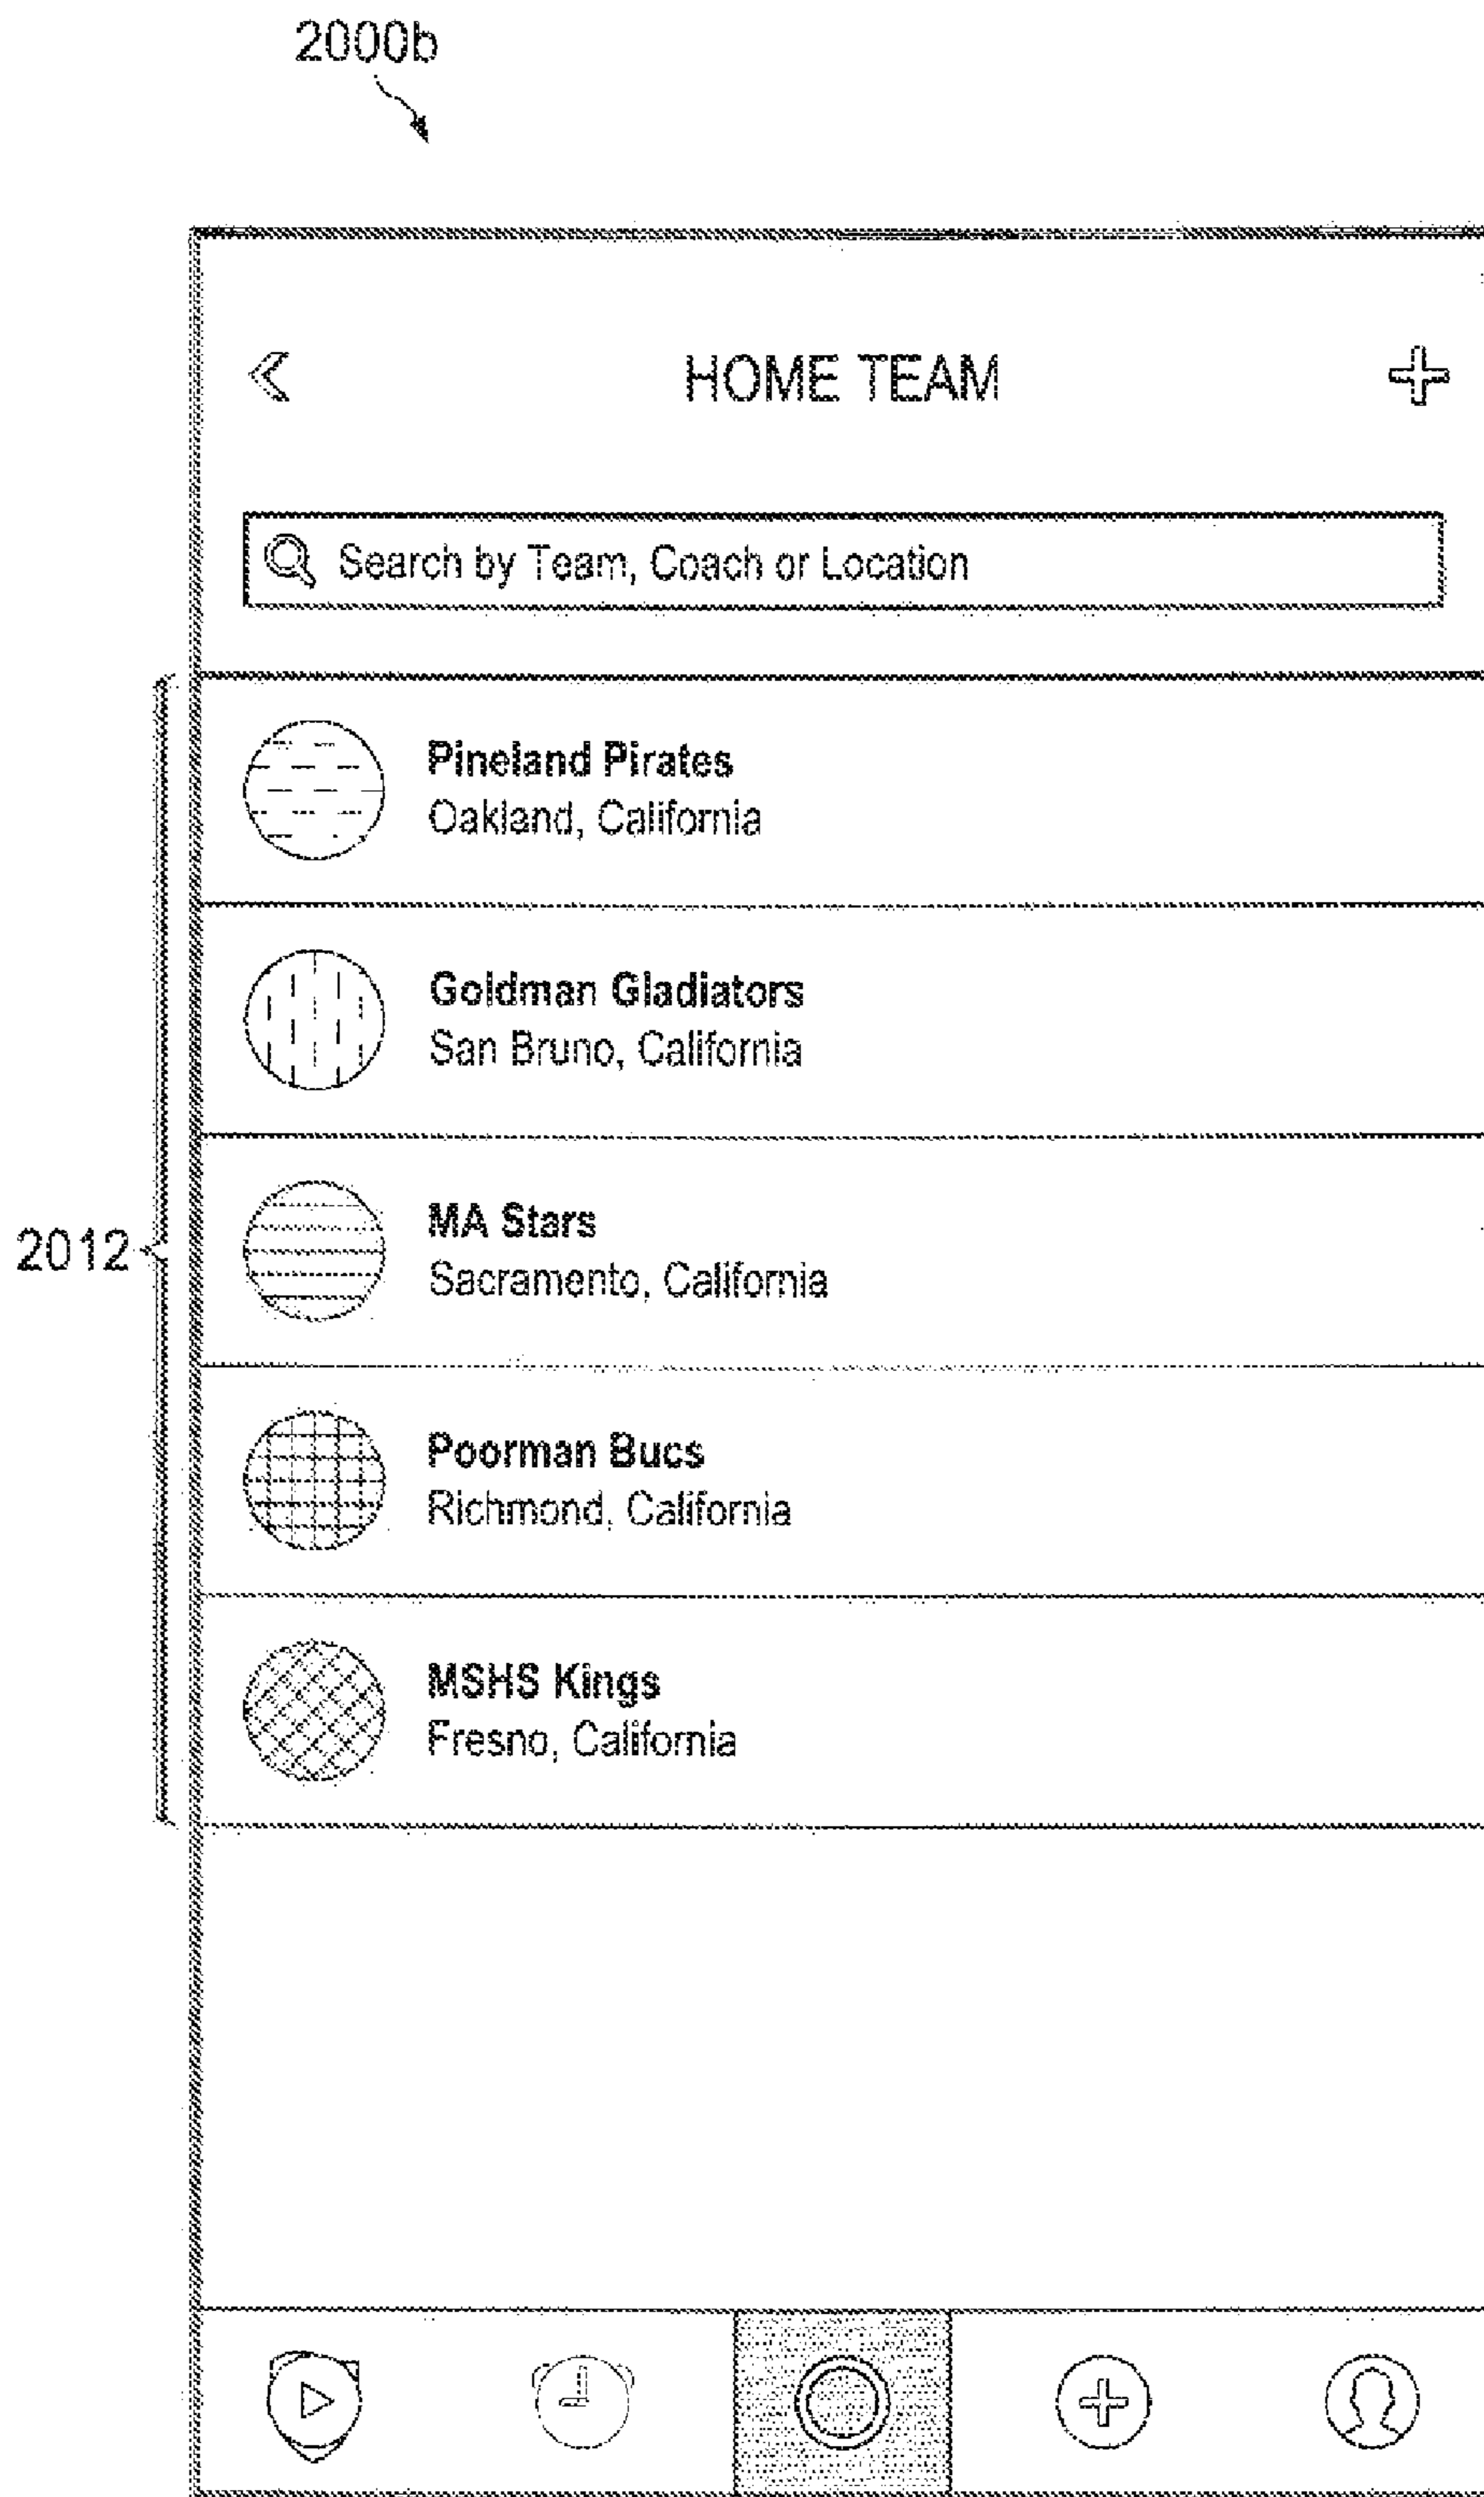 2000b
HOME TEAM
Search by Team, Coach or Location
Pineland Pirates
Oakland, California
Goldman Gladiators
San Bruno, California
2012
MA Stars
Sacramento, California
Poorman Bucs
Richmond, California
MSHS Kings
Fresno, California